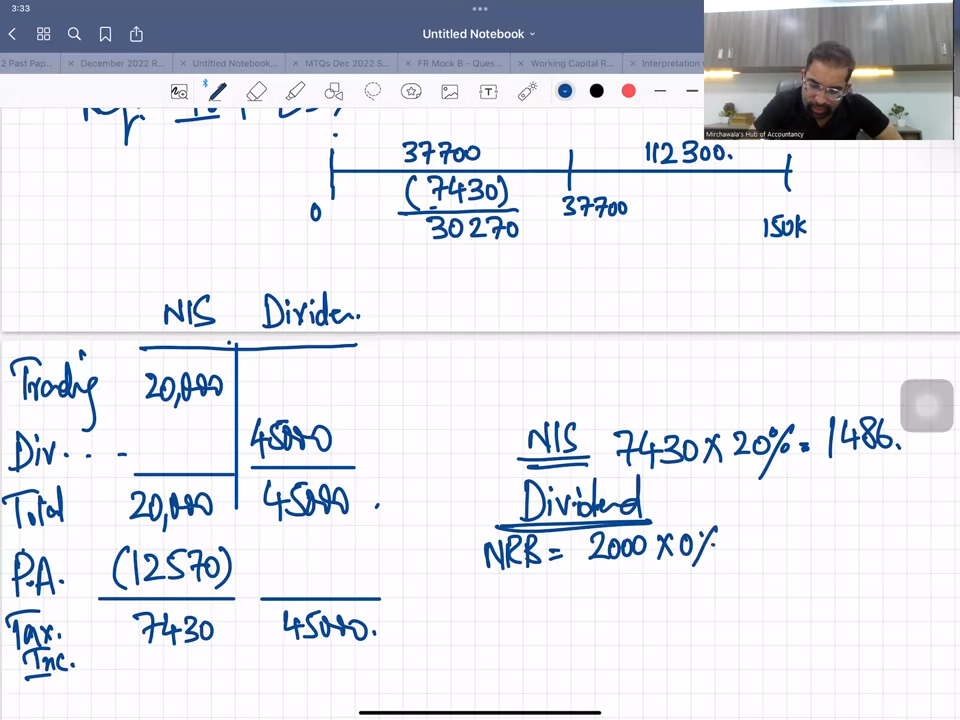 3:33
Untitled Notebook
2 Past Pap...
December 2022 R...
Untitled Notebook,...
MTQs Dec 2022 S...
FR Mock B - Ques...
Working Capital R...
Interpretation
Mirchawala's Hub of Accountancy
37700
112300.
(7430)
30270
0
37700
150K
NIS
Dividen.
Trading
20,000
Div. . -
45000
Total
20,000
45000 .
P.A.
(12570)
Tax.
7430
45000.
Inc.
NIS 7430 X 20% = 1486.
Dividend
NRB = 2000 X 0%